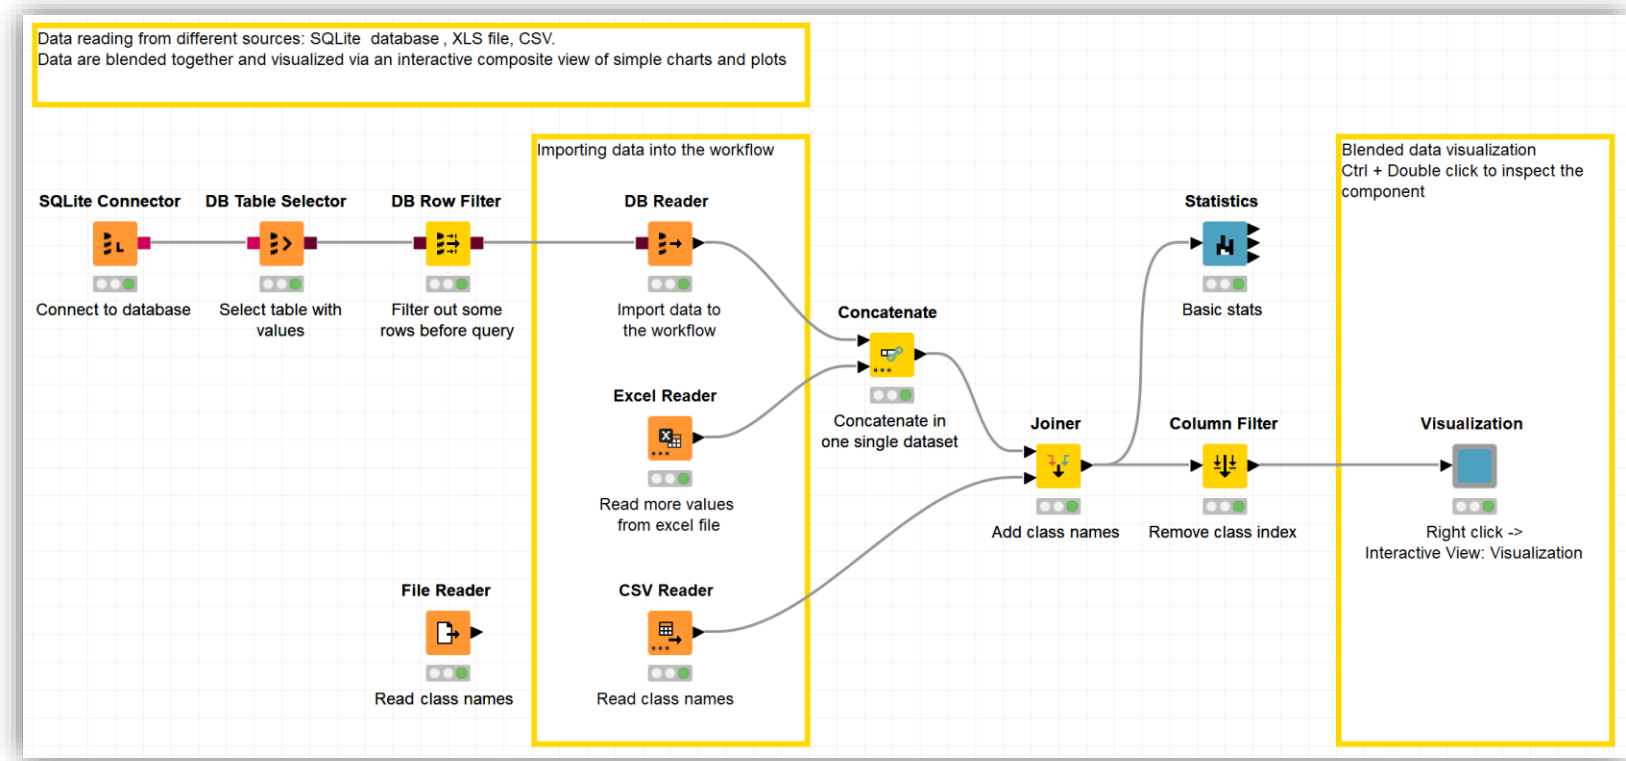 Data reading from different sources: SQLite  database , XLS file, CSV.
Data are blended together and visualized via an interactive composite view of simple charts and plots
Importing data into the workflow
Blended data visualization
Ctrl + Double click to inspect the
component
SQLite Connector
DB Table Selector
DB Row Filter
DB Reader
Statistics
Connect to database
Select table with
values
Filter out some
rows before query
Import data to
the workflow
Basic stats
Concatenate
Concatenate in
one single dataset
Excel Reader
Read more values
from excel file
Joiner
Add class names
Column Filter
Remove class index
Visualization
Right click ->
Interactive View: Visualization
File Reader
Read class names
CSV Reader
Read class names